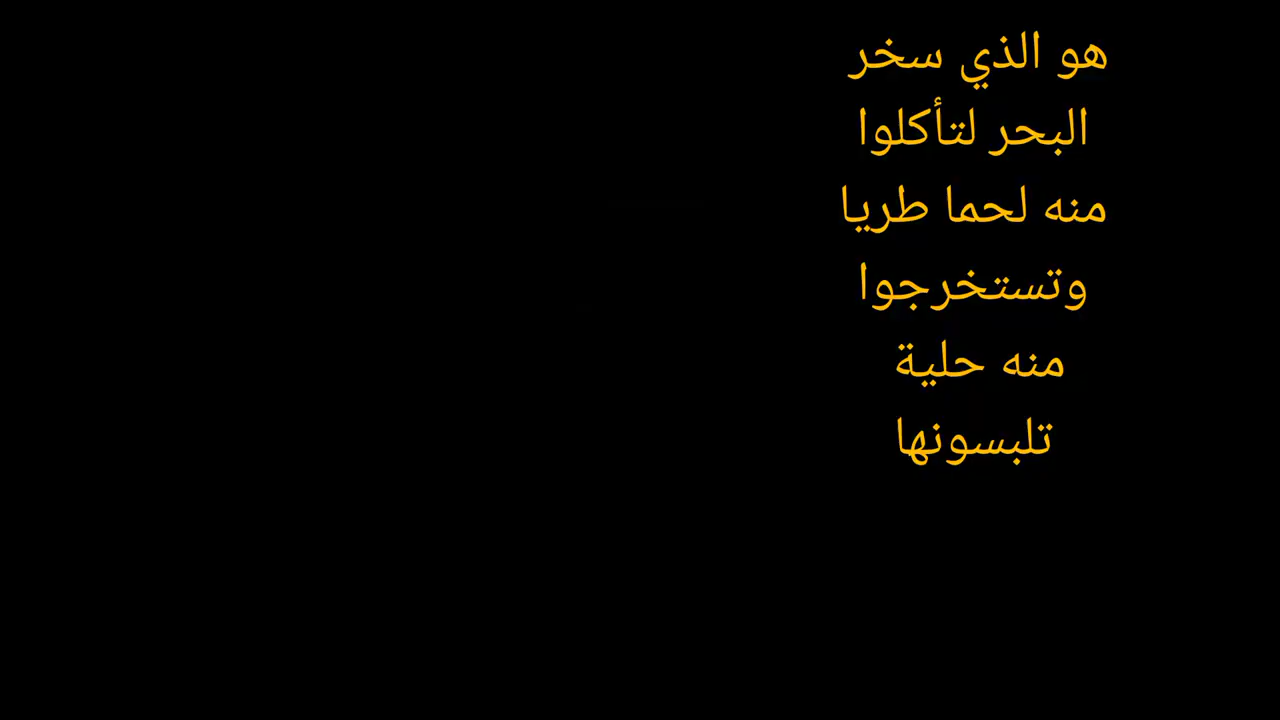 هو الذي سخر
البحر لتأكلوا
منه لحما طريا
وتستخرجوا
منه حلية
تلبسونها